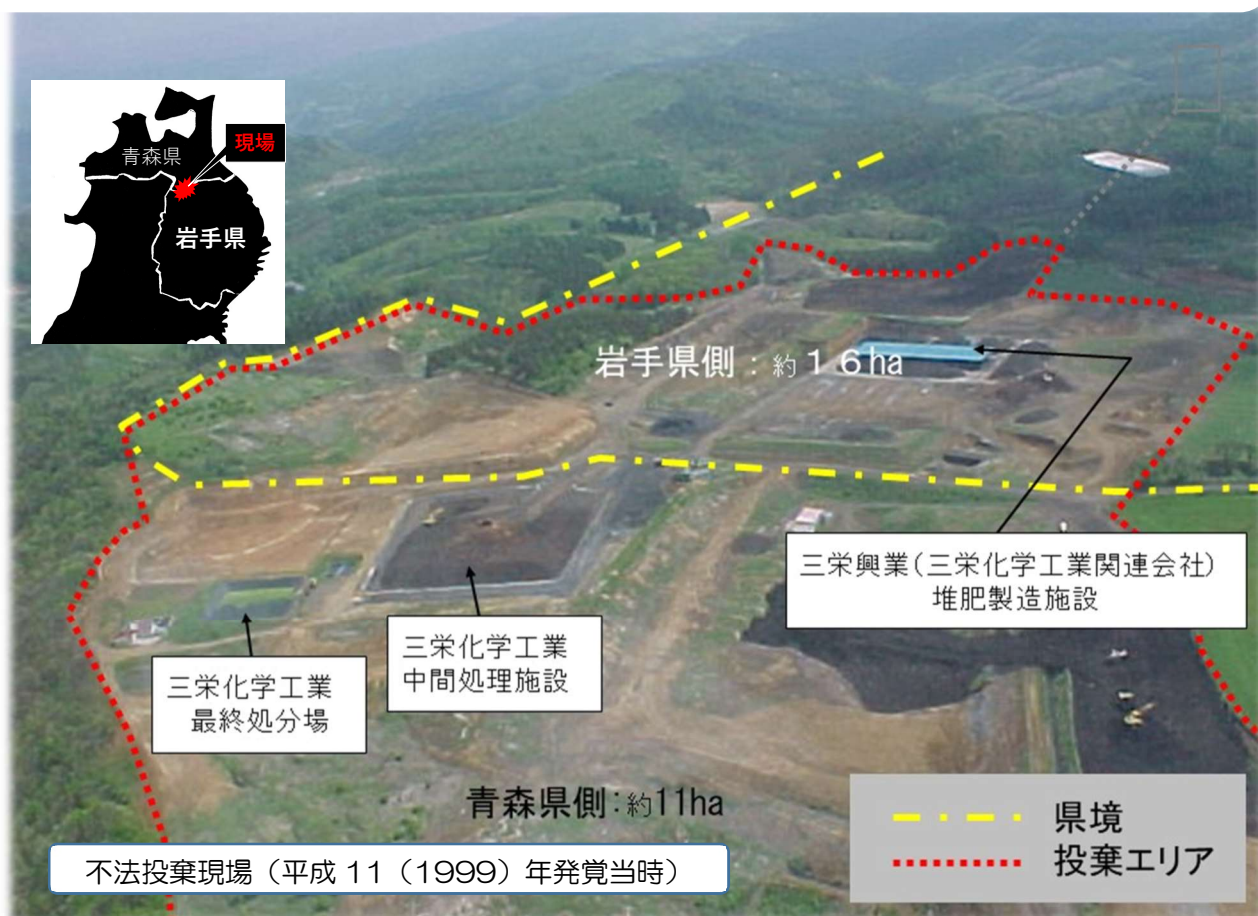 青森県
現場
岩手県
岩手県側：約１６ha
三栄興業(三栄化学工業関連会社)
堆肥製造施設
三栄化学工業
中間処理施設
三栄化学工業
最終処分場
青森県側：約11ha
県境
投棄エリア
不法投棄現場（平成 11（1999）年発覚当時）